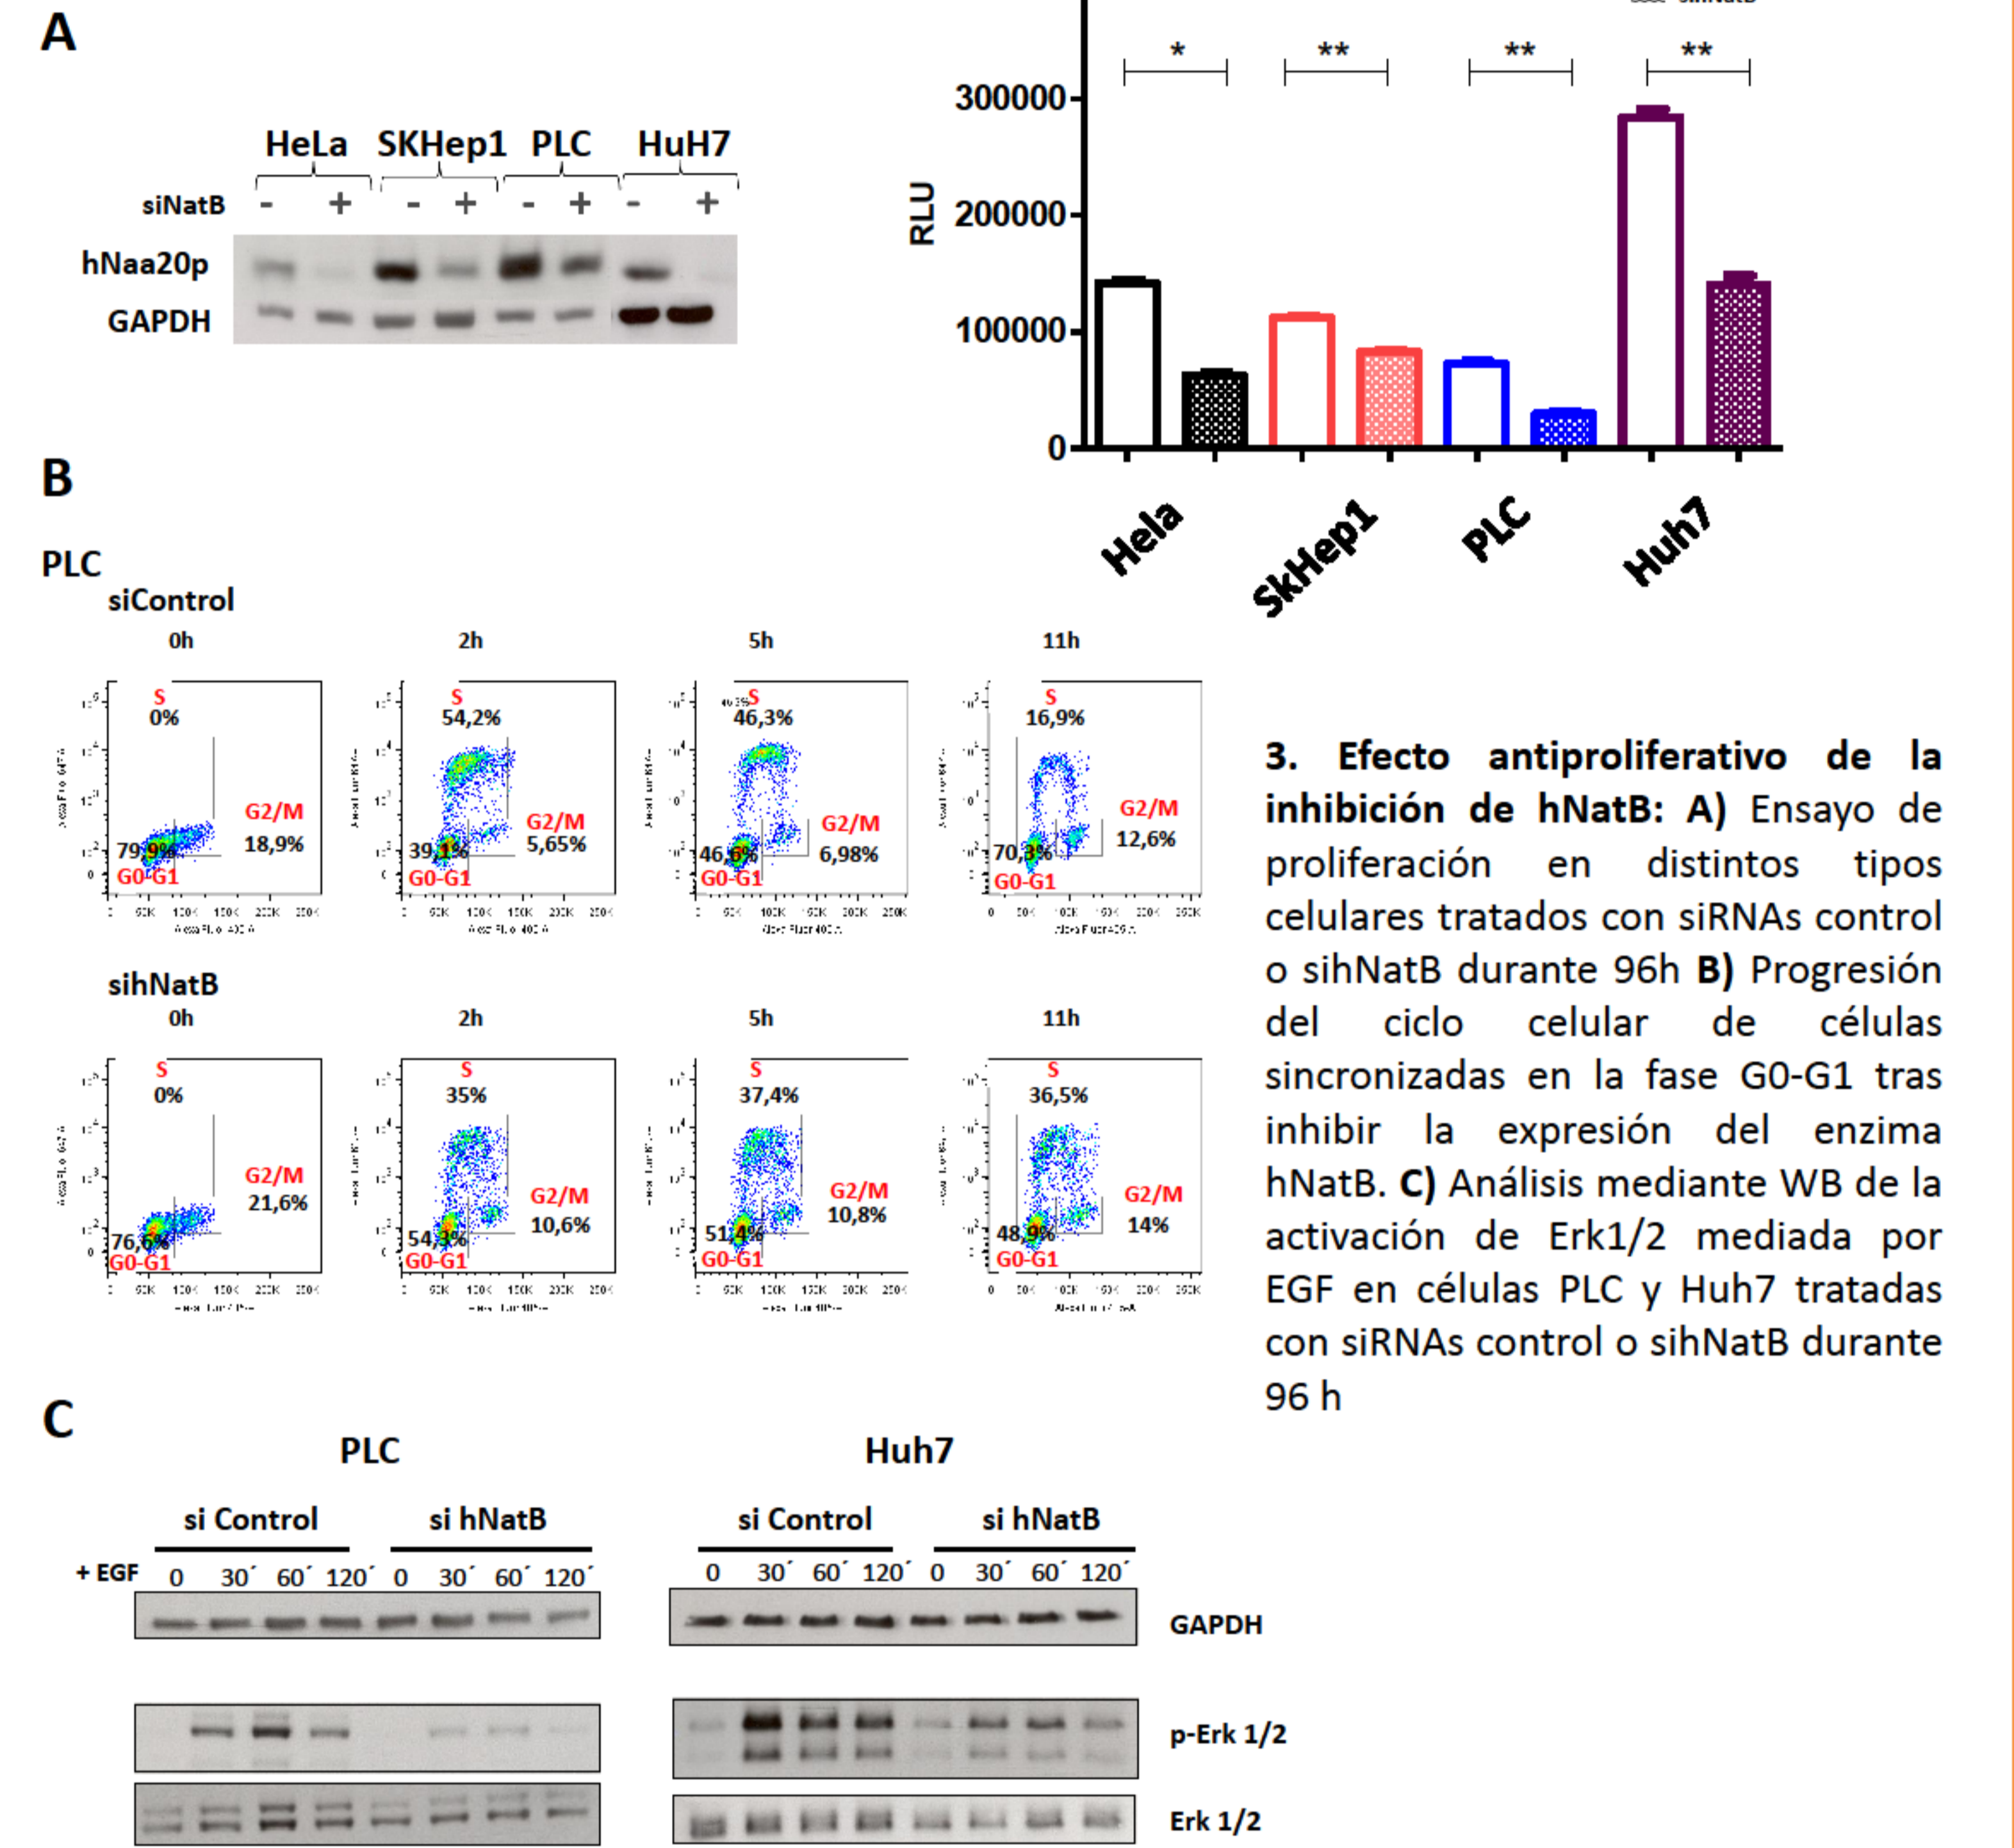 A
HeLa SKHep1 PLC HuH7
siNatB - + - + - + - +
hNaa20p
GAPDH
* ** ** **
RLU
300000
200000
100000
0
Hela SkHep1 PLC Huh7
B
PLC
siControl
0h 2h 5h 11h
S S S S
0% 54,2% 46,3% 16,9%
G2/M G2/M G2/M G2/M
18,9% 5,65% 6,98% 12,6%
79,9% 39,1% 46,6% 70,3%
G0-G1 G0-G1 G0-G1 G0-G1
sihNatB
0h 2h 5h 11h
S S S S
0% 35% 37,4% 36,5%
G2/M G2/M G2/M G2/M
21,6% 10,6% 10,8% 14%
76,6% 54,3% 51,4% 48,9%
G0-G1 G0-G1 G0-G1 G0-G1
3. Efecto antiproliferativo de la
inhibición de hNatB: A) Ensayo de
proliferación en distintos tipos
celulares tratados con siRNAs control
o sihNatB durante 96h B) Progresión
del ciclo celular de células
sincronizadas en la fase G0-G1 tras
inhibir la expresión del enzima
hNatB. C) Análisis mediante WB de la
activación de Erk1/2 mediada por
EGF en células PLC y Huh7 tratadas
con siRNAs control o sihNatB durante
96 h
C
PLC Huh7
si Control si hNatB si Control si hNatB
+ EGF 0 30´ 60´ 120´ 0 30´ 60´ 120´ 0 30´ 60´ 120´ 0 30´ 60´ 120´
GAPDH
p-Erk 1/2
Erk 1/2